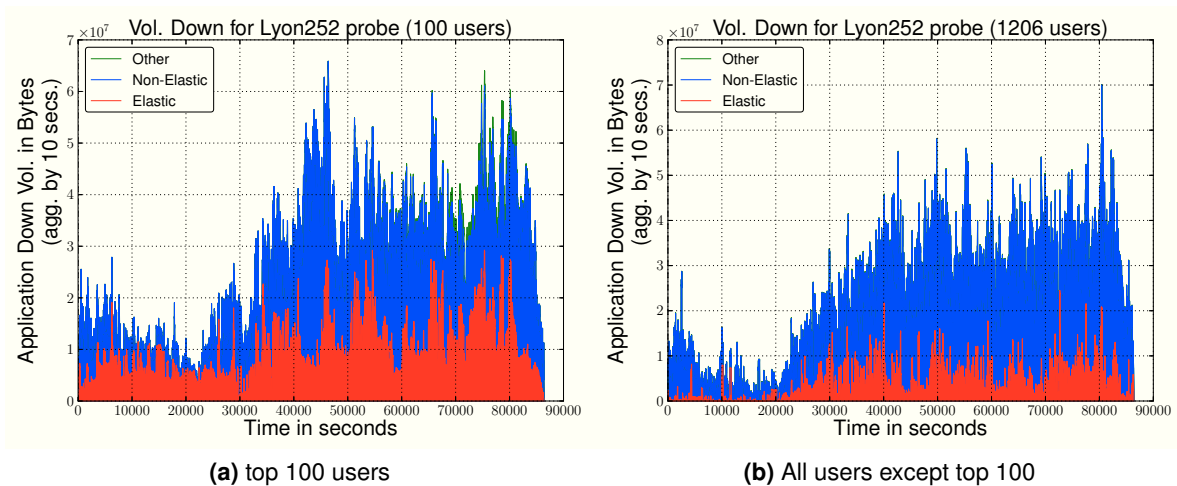 Vol. Down for Lyon252 probe (100 users)
×10⁷
7
6
5
4
3
2
1
0
Application Down Vol. in Bytes
(agg. by 10 secs,)
Other
Non-Elastic
Elastic
0 10000 20000 30000 40000 50000 60000 70000 80000 90000
Time in seconds
(a) top 100 users
Vol. Down for Lyon252 probe (1206 users)
×10⁷
8
7
6
5
4
3
2
1
0
Application Down Vol. in Bytes
(agg. by 10 secs,)
Other
Non-Elastic
Elastic
0 10000 20000 30000 40000 50000 60000 70000 80000 90000
Time in seconds
(b) All users except top 100